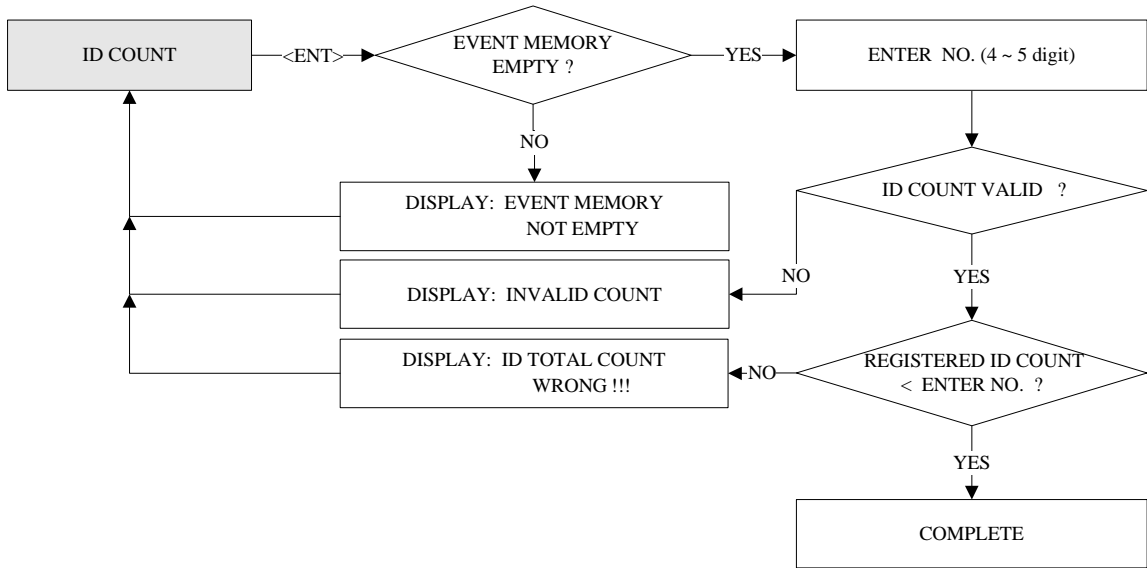 ID COUNT
<ENT>
EVENT MEMORY
EMPTY ?
YES
ENTER NO. (4 ~ 5 digit)
NO
DISPLAY: EVENT MEMORY
NOT EMPTY
ID COUNT VALID ?
NO
DISPLAY: INVALID COUNT
YES
DISPLAY: ID TOTAL COUNT
WRONG !!!
NO
REGISTERED ID COUNT
< ENTER NO. ?
YES
COMPLETE